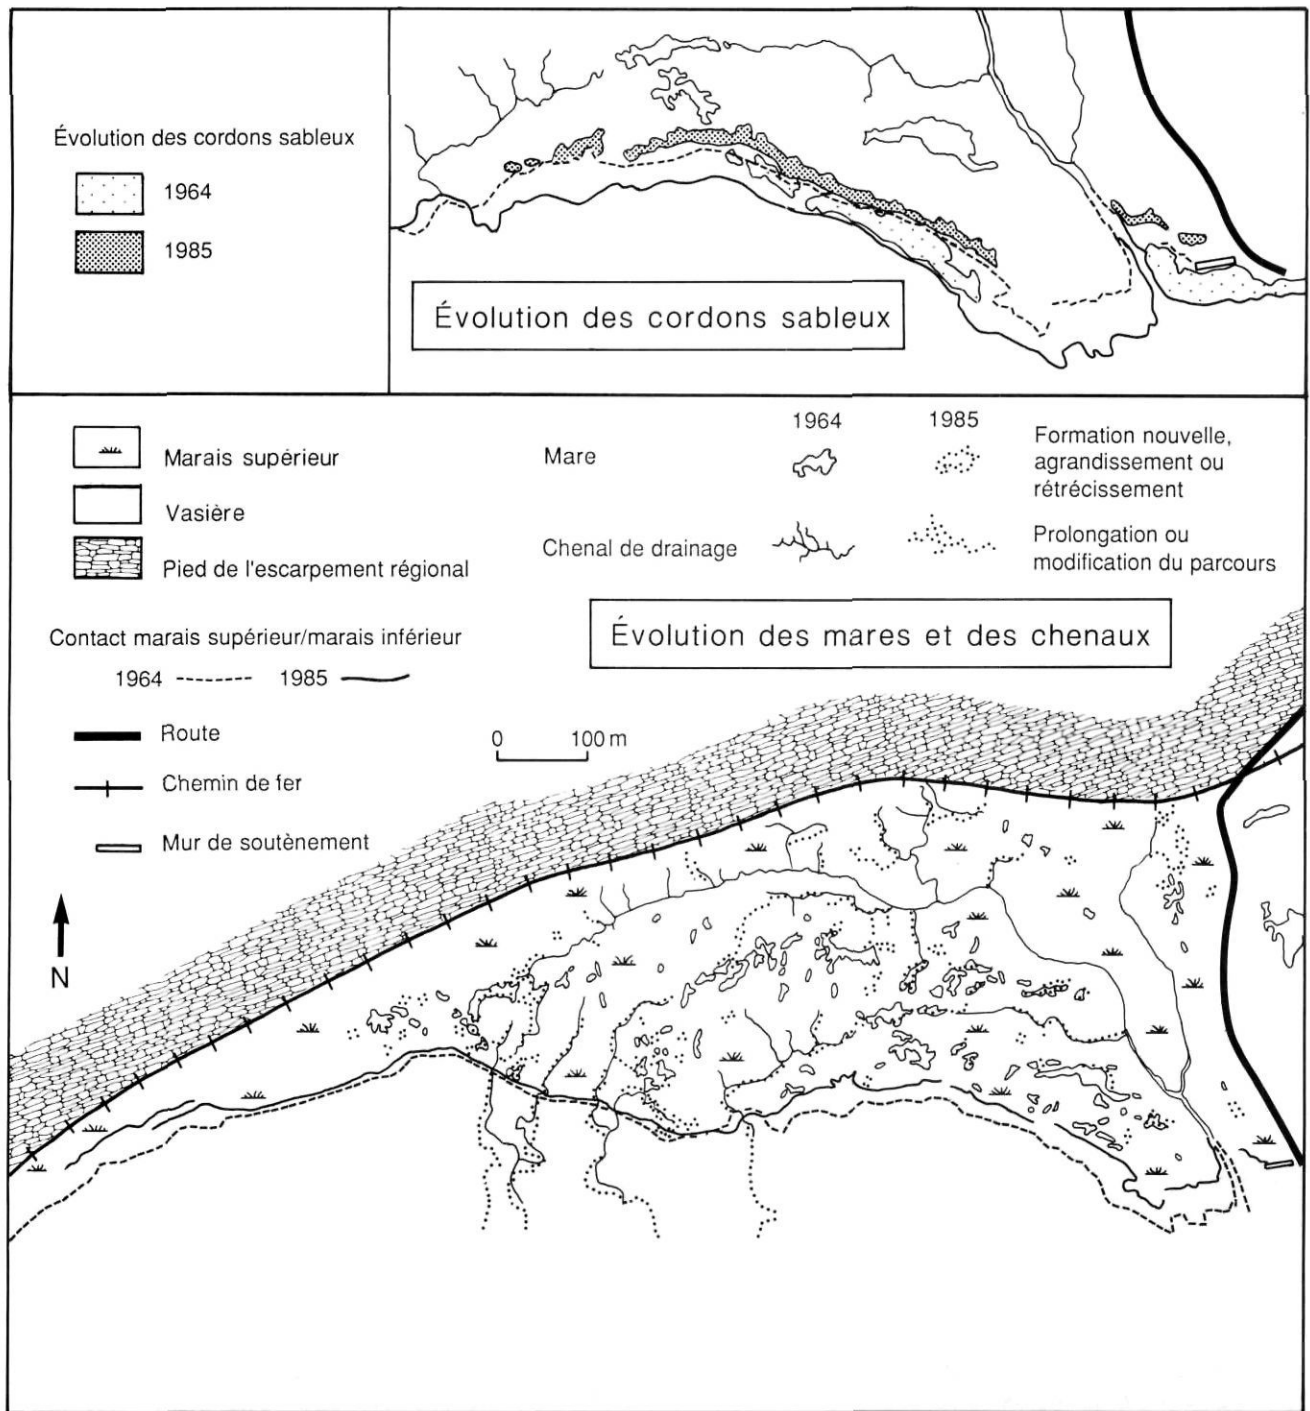 Évolution des cordons sableux
1964
1985
Évolution des cordons sableux
Marais supérieur
Vasière
Pied de l'escarpement régional
1964 1985
Mare
Formation nouvelle,
agrandissement ou
rétrécissement
Chenal de drainage
Prolongation ou
modification du parcours
Contact marais supérieur/marais inférieur
1964 1985
Route
Chemin de fer
Mur de soutènement
Évolution des mares et des chenaux
0 100 m
N